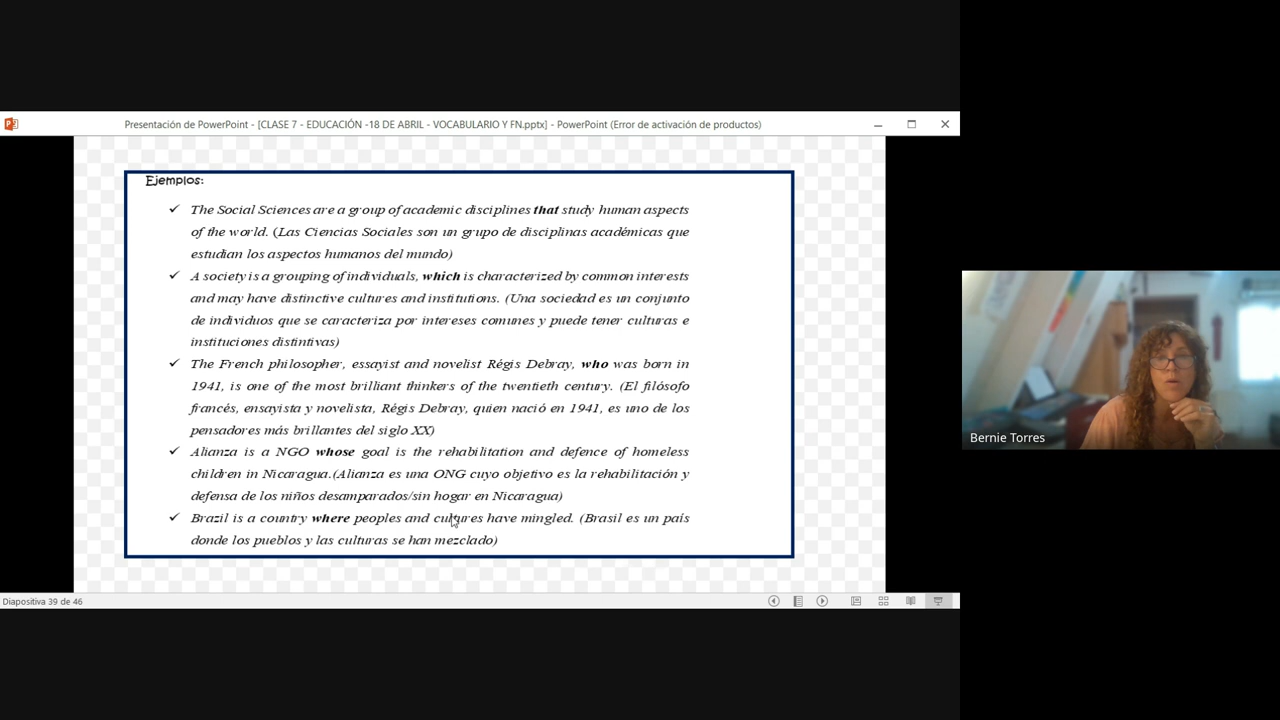 Presentación de PowerPoint - [CLASE 7 - EDUCACIÓN -18 DE ABRIL - VOCABULARIO Y FN.pptx] - PowerPoint (Error de activación de productos)
Ejemplos:
✓ The Social Sciences are a group of academic disciplines that study human aspects
of the world. (Las Ciencias Sociales son un grupo de disciplinas académicas que
estudian los aspectos humanos del mundo)
✓ A society is a grouping of individuals, which is characterized by common interests
and may have distinctive cultures and institutions. (Una sociedad es un conjunto
de individuos que se caracteriza por intereses comunes y puede tener culturas e
instituciones distintivas)
✓ The French philosopher, essayist and novelist Régis Debray, who was born in
1941, is one of the most brilliant thinkers of the twentieth century. (El filósofo
francés, ensayista y novelista, Régis Debray, quien nació en 1941, es uno de los
pensadores más brillantes del siglo XX)
✓ Alianza is a NGO whose goal is the rehabilitation and defence of homeless
children in Nicaragua.(Alianza es una ONG cuyo objetivo es la rehabilitación y
defensa de los niños desamparados/sin hogar en Nicaragua)
✓ Brazil is a country where peoples and cultures have mingled. (Brasil es un país
donde los pueblos y las culturas se han mezclado)
Diapositiva 39 de 46
Bernie Torres